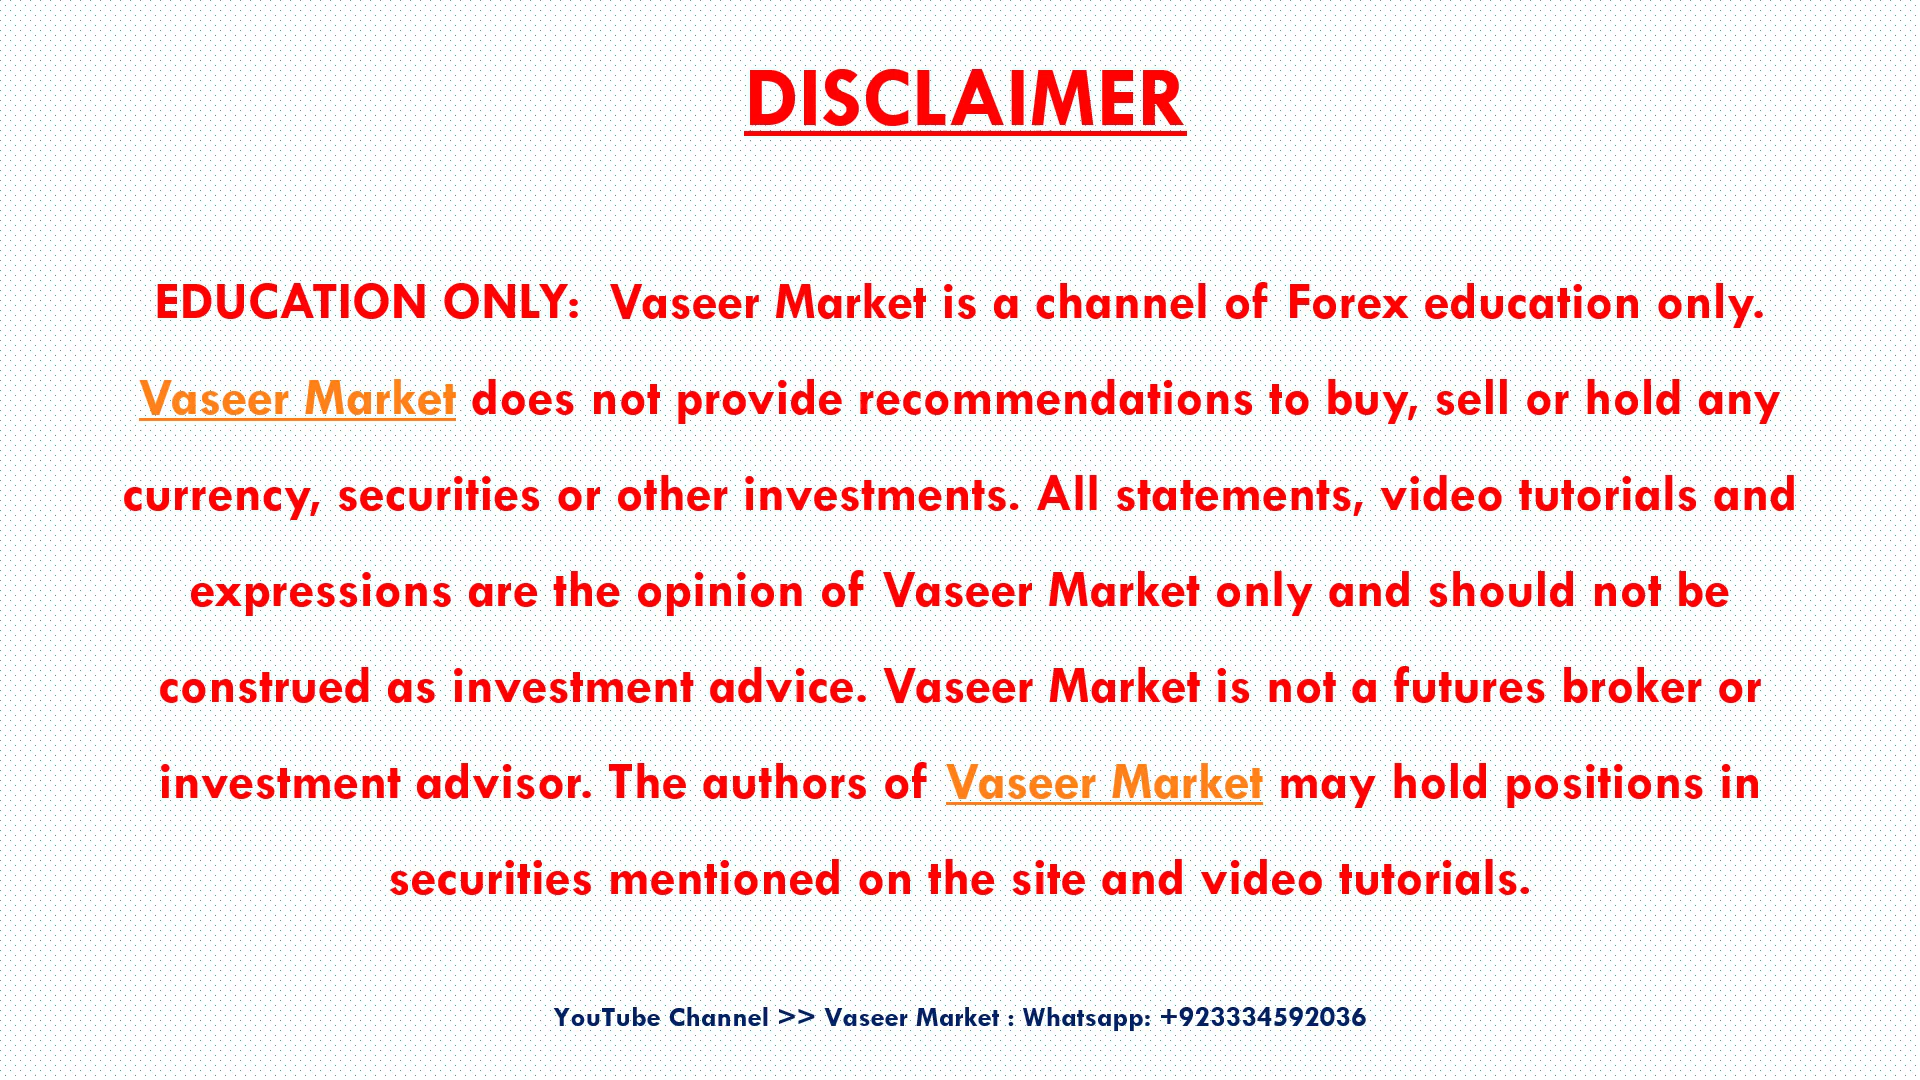 DISCLAIMER
EDUCATION ONLY:  Vaseer Market is a channel of Forex education only.
Vaseer Market does not provide recommendations to buy, sell or hold any
currency, securities or other investments. All statements, video tutorials and
expressions are the opinion of Vaseer Market only and should not be
construed as investment advice. Vaseer Market is not a futures broker or
investment advisor. The authors of Vaseer Market may hold positions in
securities mentioned on the site and video tutorials.
YouTube Channel >> Vaseer Market : Whatsapp: +923334592036